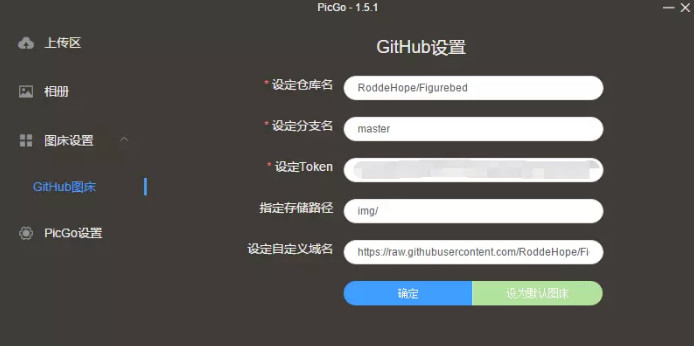 PicGo - 1.5.1
上传区
相册
图床设置
GitHub图床
PicGo设置
GitHub设置
* 设定仓库名
RoddeHope/Figurebed
* 设定分支名
master
* 设定Token
指定存储路径
img/
设定自定义域名
https://raw.githubusercontent.com/RoddeHope/Fi
确定
设为默认图床